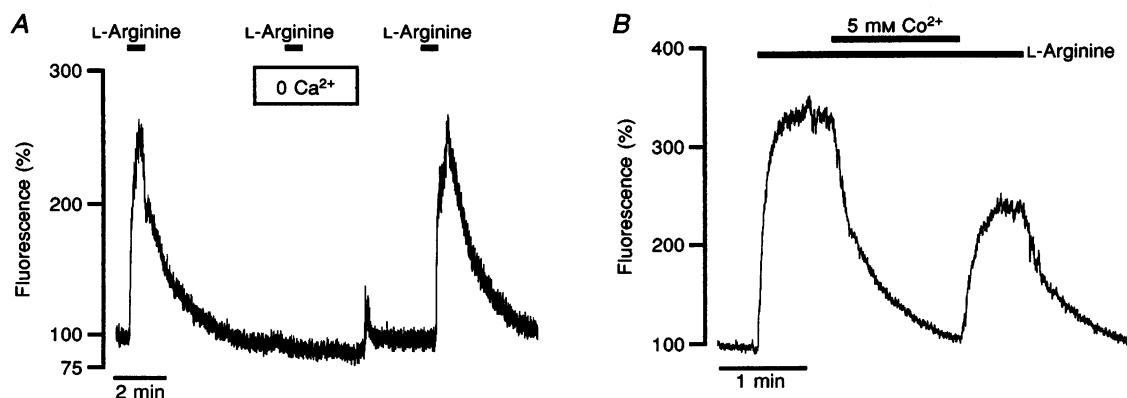 A
L-Arginine L-Arginine L-Arginine
300
0 Ca²⁺
200
100
75
Fluorescence (%)
2 min
B
5 mM Co²⁺
400
L-Arginine
300
200
100
Fluorescence (%)
1 min